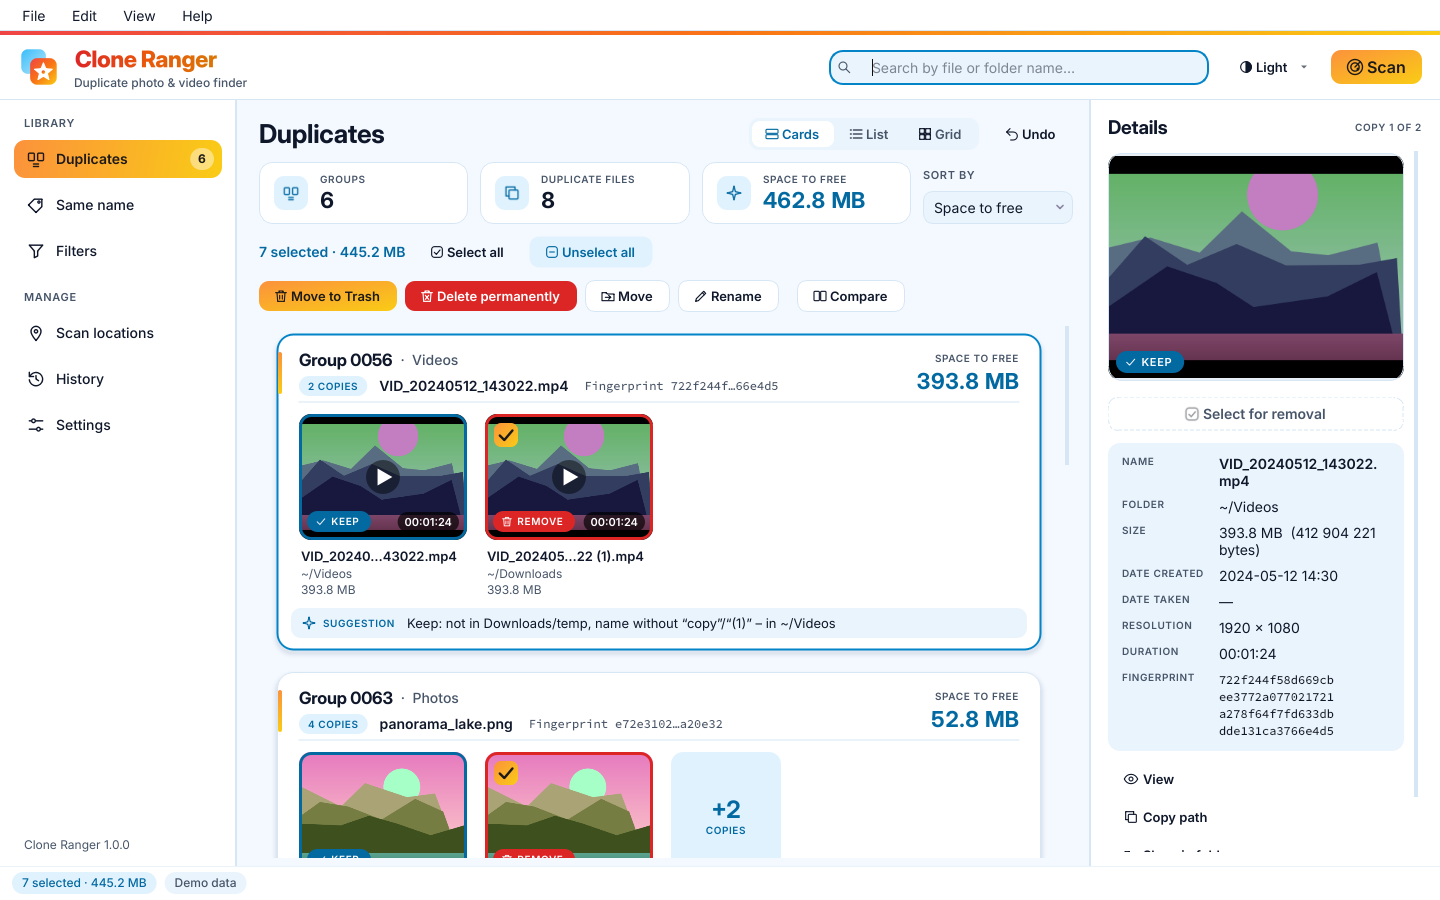 File Edit View Help
Clone Ranger
Duplicate photo & video finder
Search by file or folder name...
Light
Scan
LIBRARY
Duplicates 6
Same name
Filters
MANAGE
Scan locations
History
Settings
Clone Ranger 1.0.0
Duplicates
Cards List Grid Undo
GROUPS
6
DUPLICATE FILES
8
SPACE TO FREE
462.8 MB
SORT BY
Space to free
7 selected · 445.2 MB Select all Unselect all
Move to Trash Delete permanently Move Rename Compare
Group 0056 · Videos
2 COPIES VID_20240512_143022.mp4 Fingerprint 722f244f…66e4d5
SPACE TO FREE
393.8 MB
KEEP 00:01:24
REMOVE 00:01:24
VID_20240…43022.mp4
~/Videos
393.8 MB
VID_202405…22 (1).mp4
~/Downloads
393.8 MB
SUGGESTION Keep: not in Downloads/temp, name without “copy”/“(1)” – in ~/Videos
Group 0063 · Photos
4 COPIES panorama_lake.png Fingerprint e72e3102…a20e32
SPACE TO FREE
52.8 MB
KEEP
REMOVE
+2
COPIES
Details
COPY 1 OF 2
KEEP
Select for removal
NAME VID_20240512_143022.
mp4
FOLDER ~/Videos
SIZE 393.8 MB (412 904 221
bytes)
DATE CREATED 2024-05-12 14:30
DATE TAKEN —
RESOLUTION 1920 × 1080
DURATION 00:01:24
FINGERPRINT 722f244f58d669cb
ee3772a077021721
a278f64f7fd633db
dde131ca3766e4d5
View
Copy path
7 selected · 445.2 MB Demo data